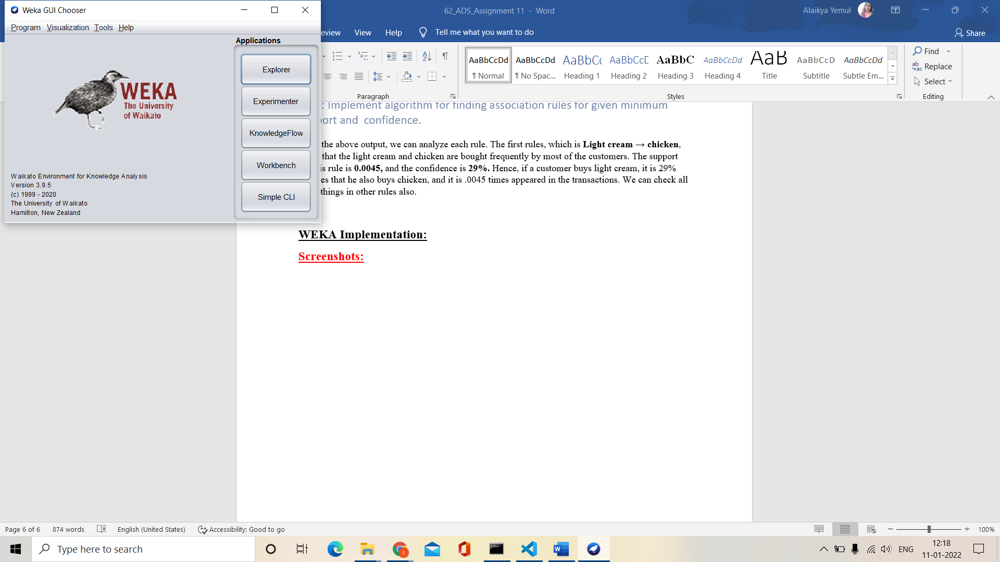 Weka GUI Chooser
Program Visualization Tools Help
Applications
Explorer
Experimenter
KnowledgeFlow
Workbench
Simple CLI
WEKA
The University
of Waikato
Waikato Environment for Knowledge Analysis
Version 3.9.5
(c) 1999 - 2020
The University of Waikato
Hamilton, New Zealand
62_ADS_Assignment 11 - Word
Alaikya Yemul
View Help Tell me what you want to do
Share
AaBbCcDd AaBbCcDd AaBbCc AaBbCcD AaBbC AaBbCcDd AaB AaBbCcD AaBbCcDd
¶ Normal ¶ No Spac... Heading 1 Heading 2 Heading 3 Heading 4 Title Subtitle Subtle Em...
Find
Replace
Select
Paragraph Styles Editing
: Implement algorithm for finding association rules for given minimum
ort and confidence.
the above output, we can analyze each rule. The first rules, which is Light cream → chicken,
that the light cream and chicken are bought frequently by most of the customers. The support
is rule is 0.0045, and the confidence is 29%. Hence, if a customer buys light cream, it is 29%
es that he also buys chicken, and it is .0045 times appeared in the transactions. We can check all
things in other rules also.
WEKA Implementation:
Screenshots:
Page 6 of 6 874 words English (United States) Accessibility: Good to go 100%
Type here to search
ENG
12:18
11-01-2022